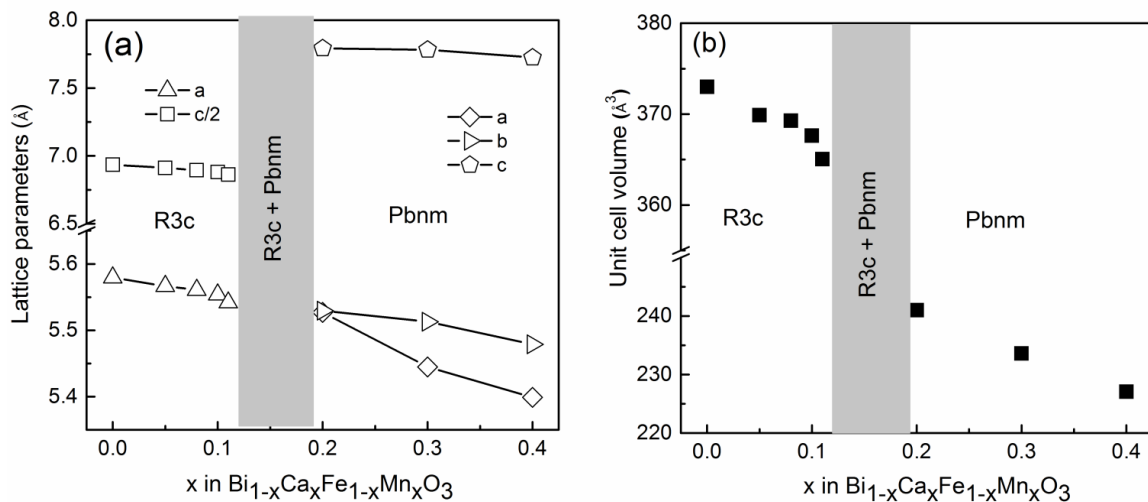 (a)
8.0
7.5
7.0
6.5
5.6
5.5
5.4
Lattice parameters (Å)
a
c/2
R3c
R3c + Pbnm
a
b
c
Pbnm
0.0 0.1 0.2 0.3 0.4
x in Bi₁₋ₓCaₓFe₁₋ₓMnₓO₃
(b)
380
370
360
240
230
220
Unit cell volume (Å³)
R3c
R3c + Pbnm
Pbnm
0.0 0.1 0.2 0.3 0.4
x in Bi₁₋ₓCaₓFe₁₋ₓMnₓO₃